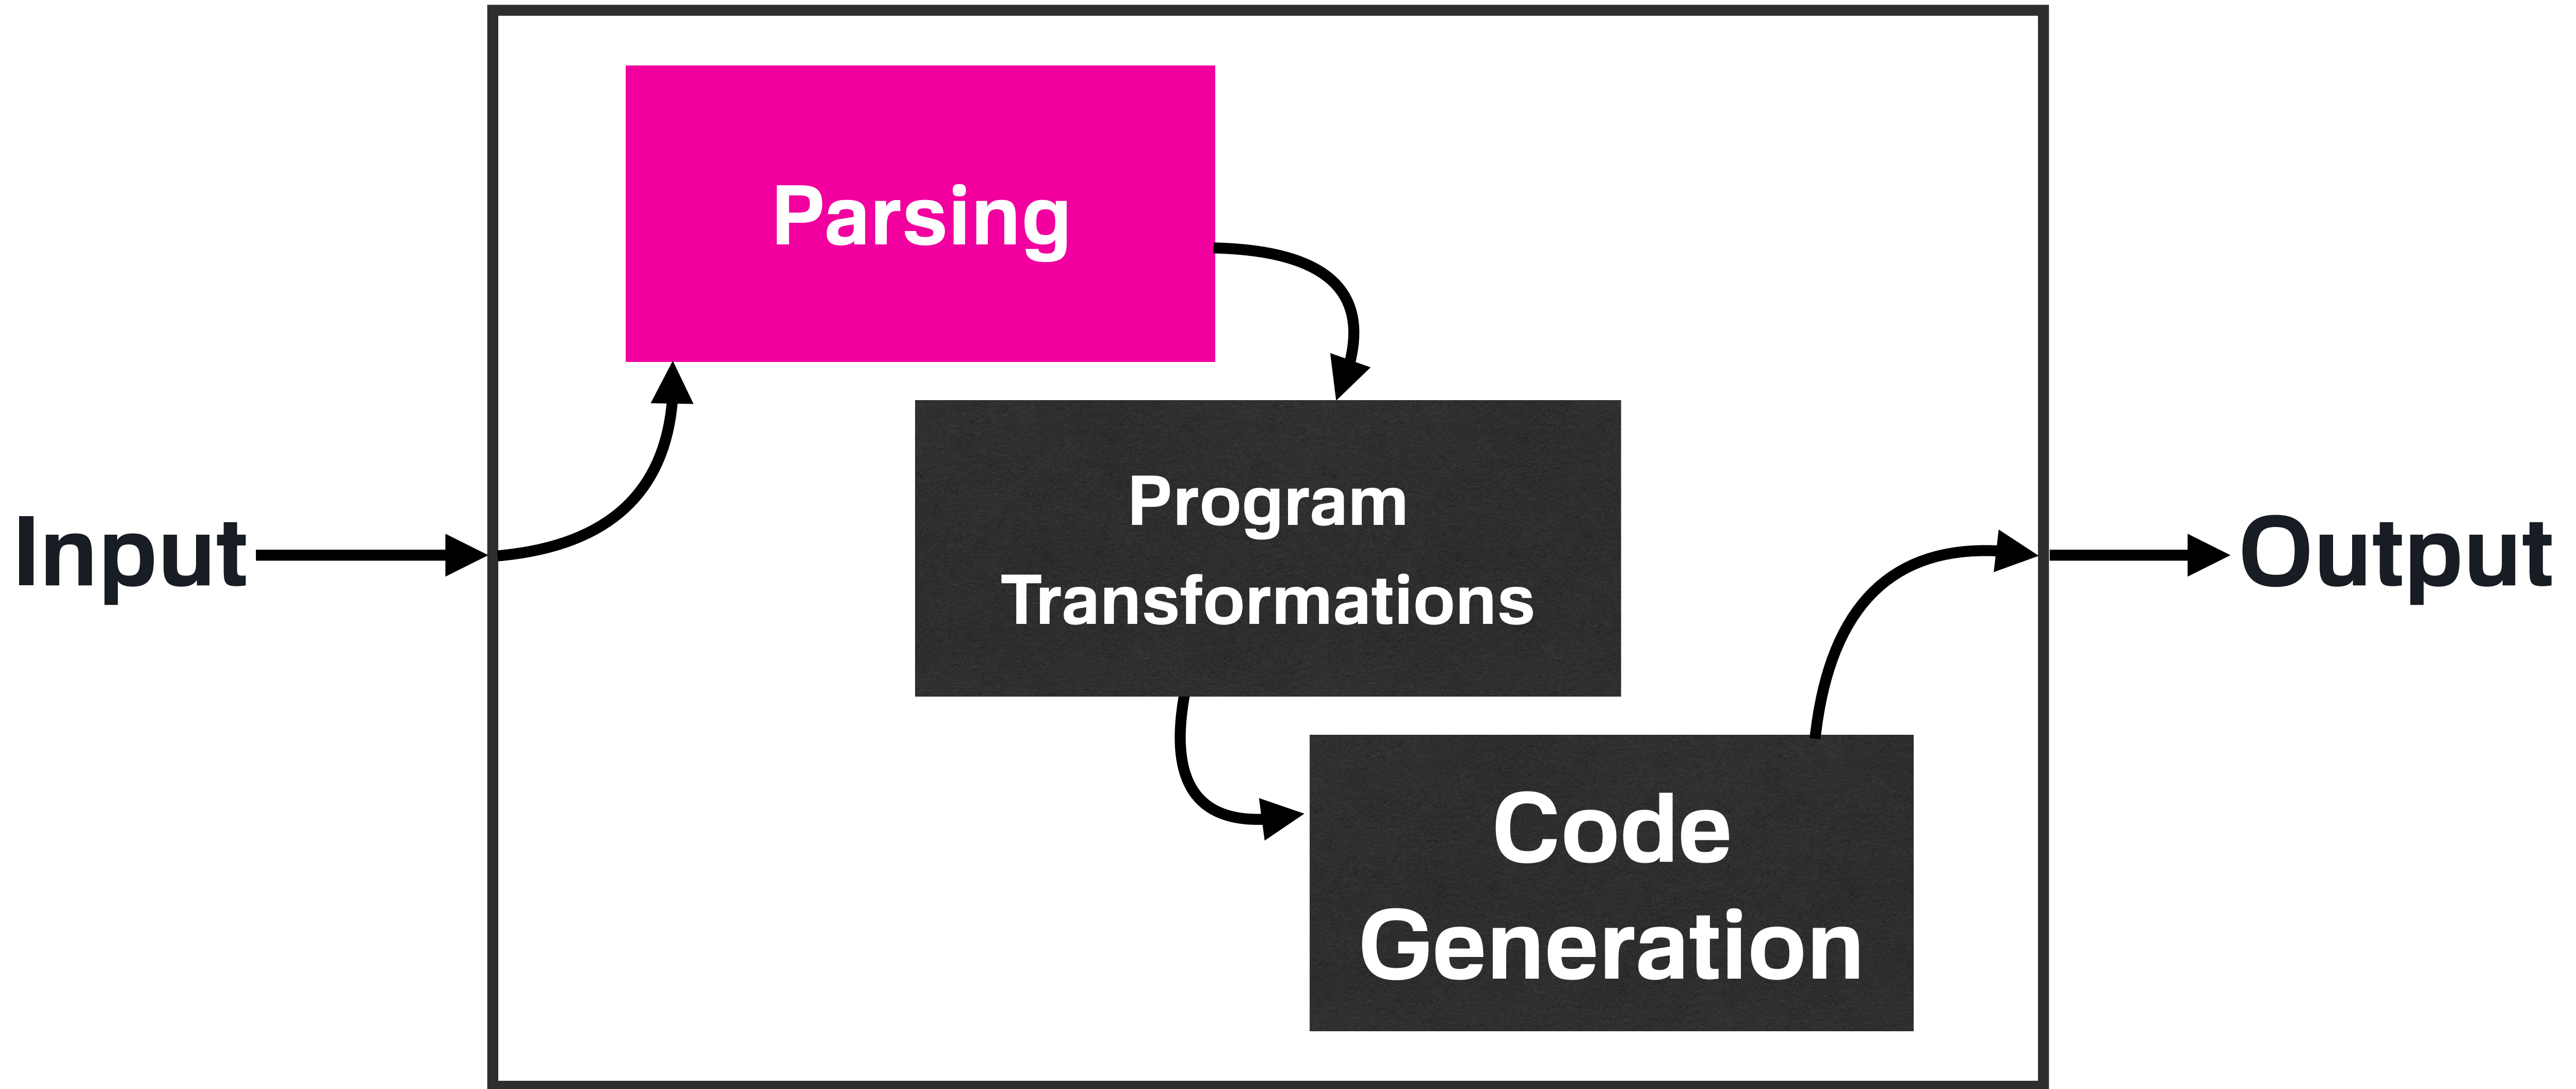 Parsing
Program
Transformations
Input
Output
Code
Generation